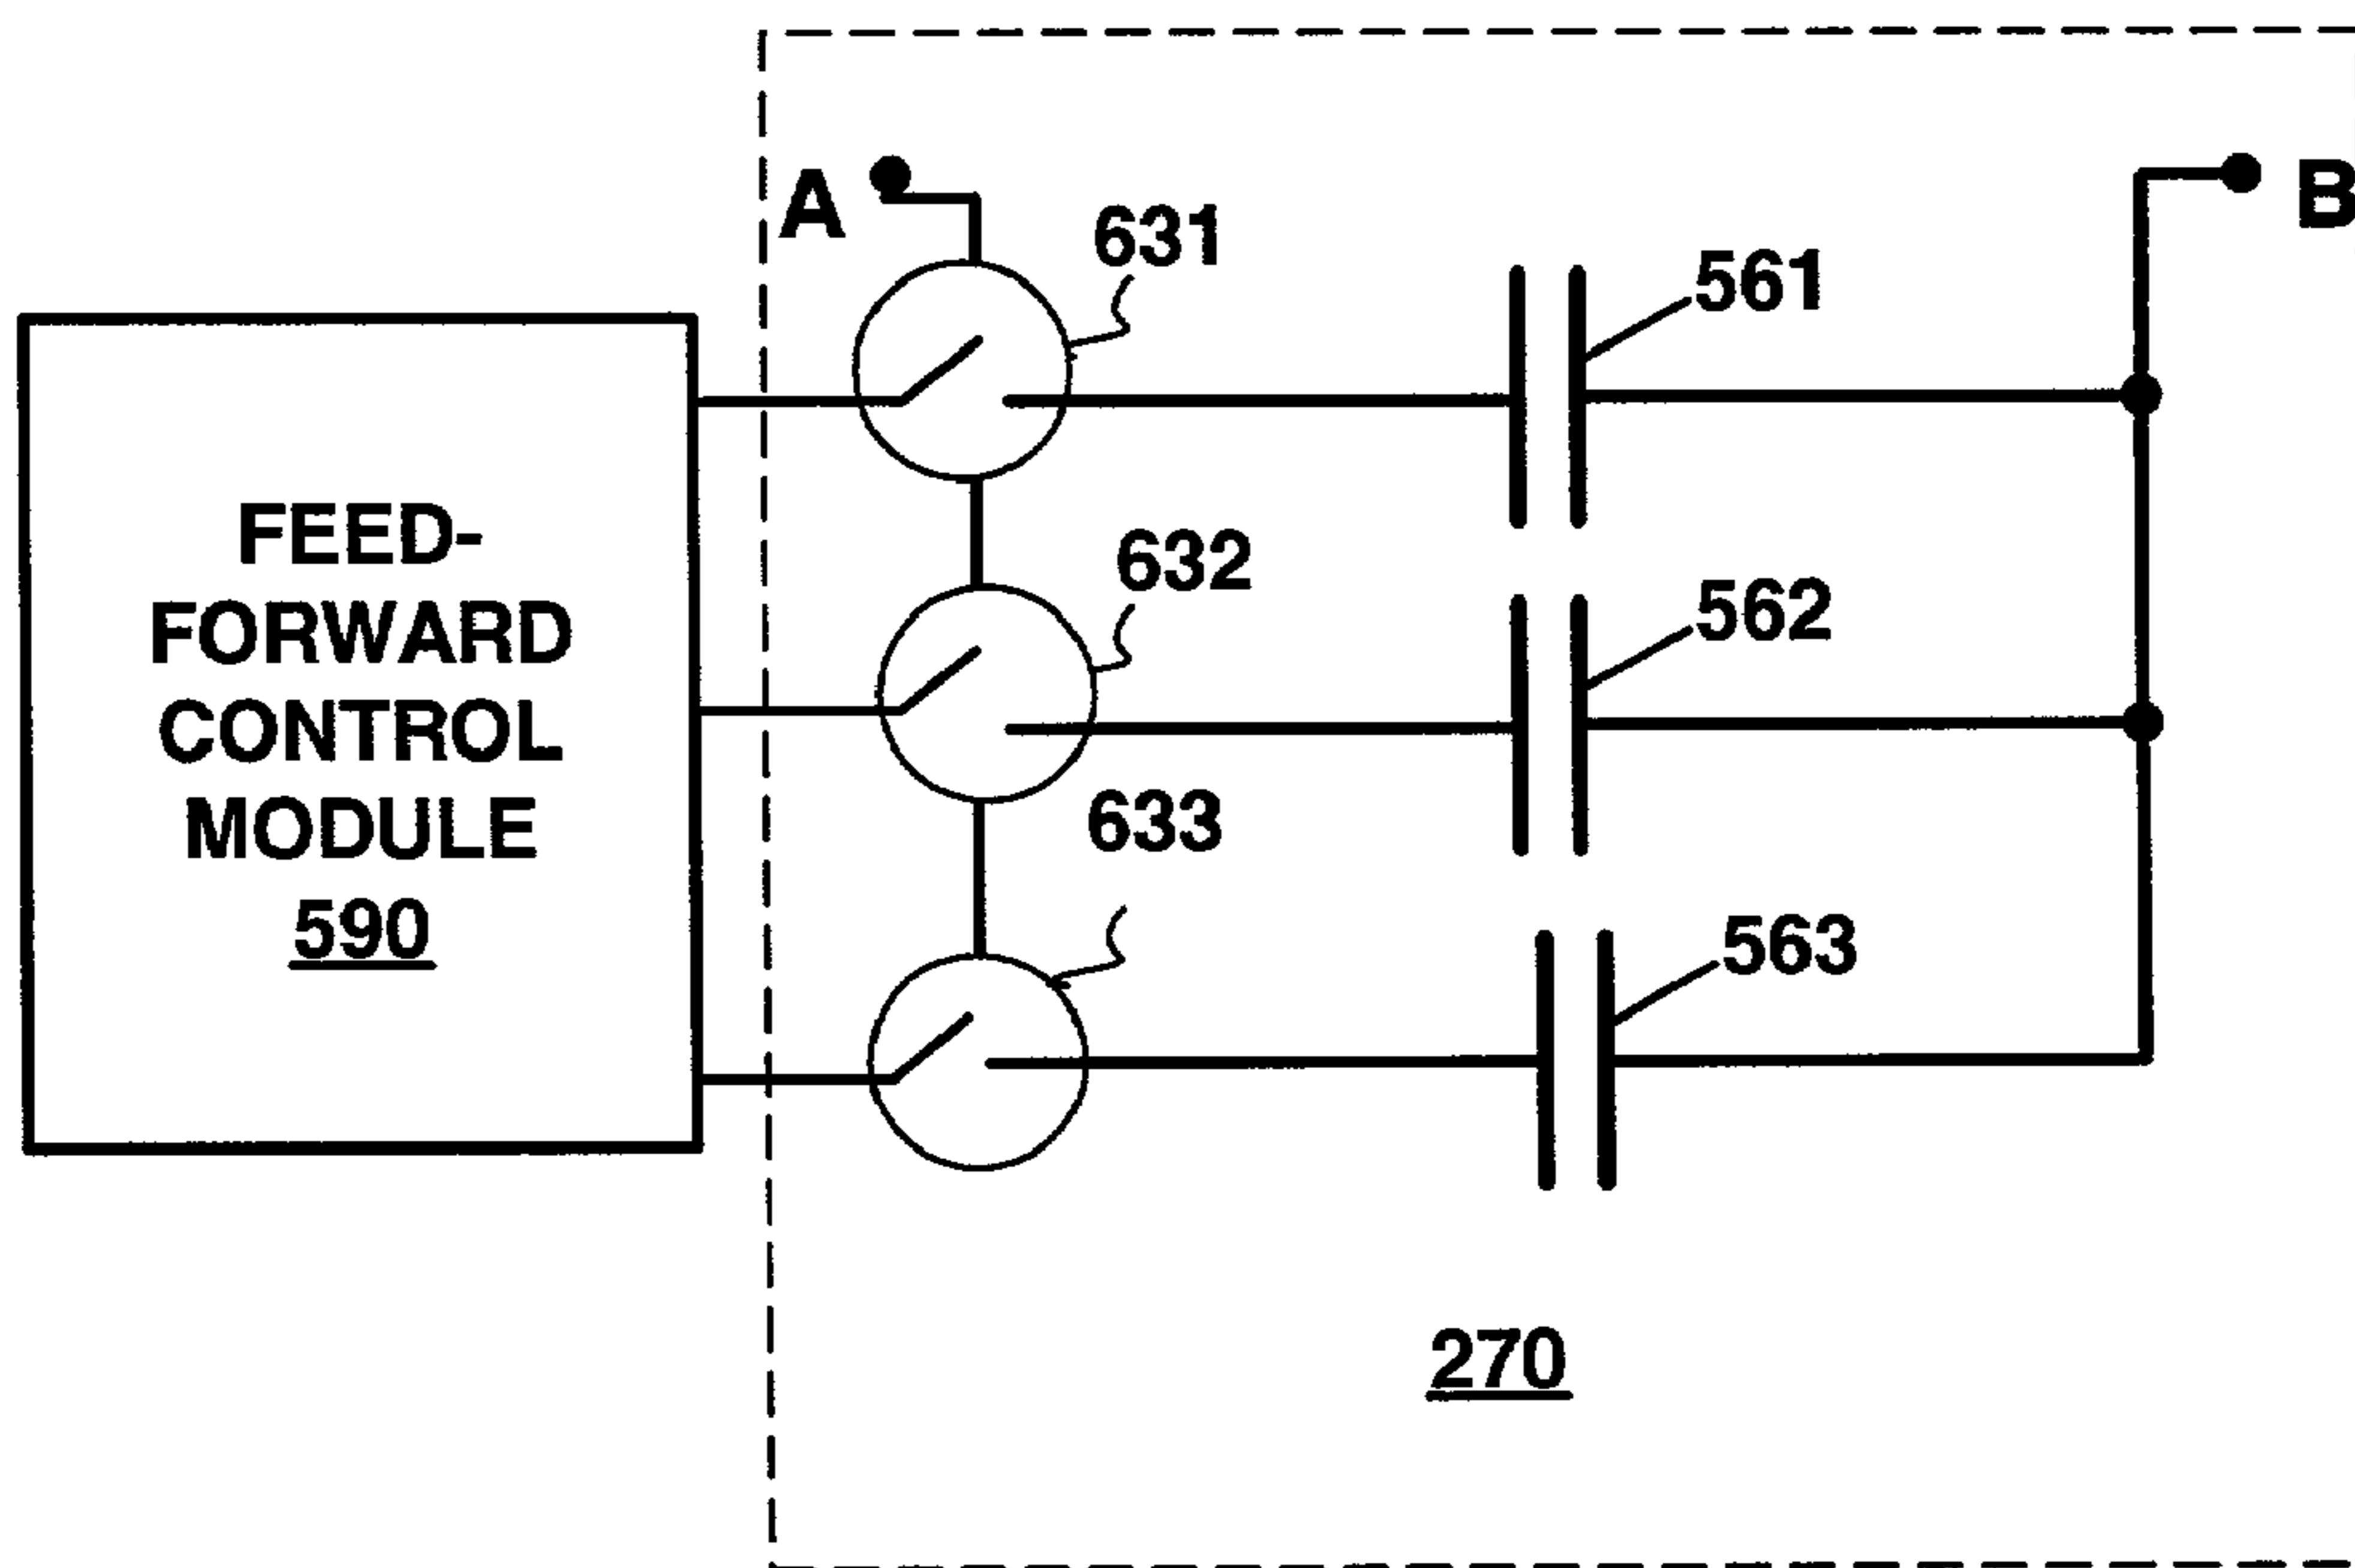 A
B
631
561
632
562
633
563
FEED-
FORWARD
CONTROL
MODULE
590
270